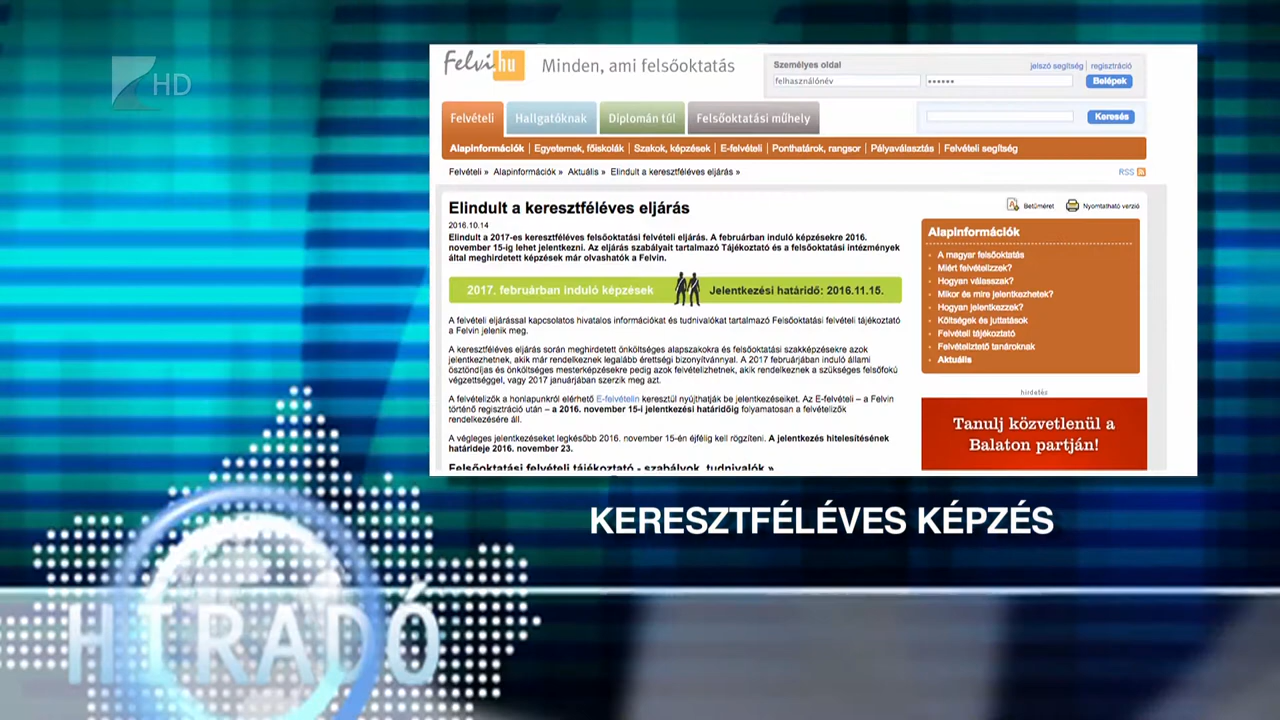 HD
Felvi.hu
Minden, ami felsőoktatás
Személyes oldal
jelszó segítség | regisztráció
felhasználónév
••••••
Belépek
Felvételi
Hallgatóknak
Diplomán túl
Felsőoktatási műhely
Keresés
Alapinformációk | Egyetemek, főiskolák | Szakok, képzések | E-felvételi | Ponthatárok, rangsor | Pályaválasztás | Felvételi segítség
Felvételi » Alapinformációk » Aktuális » Elindult a keresztféléves eljárás »
RSS
Elindult a keresztféléves eljárás
Betűméret
Nyomtatható verzió
2016.10.14
Elindult a 2017-es keresztféléves felsőoktatási felvételi eljárás. A februárban induló képzésekre 2016.
november 15-ig lehet jelentkezni. Az eljárás szabályait tartalmazó Tájékoztató és a felsőoktatási intézmények
által meghirdetett képzések már olvashatók a Felvin.
2017. februárban induló képzések
Jelentkezési határidő: 2016.11.15.
A felvételi eljárással kapcsolatos hivatalos információkat és tudnivalókat tartalmazó Felsőoktatási felvételi tájékoztató
a Felvin jelenik meg.
A keresztféléves eljárás során meghirdetett önköltséges alapszakokra és felsőoktatási szakképzésekre azok
jelentkezhetnek, akik már rendelkeznek legalább érettségi bizonyítvánnyal. A 2017 februárjában induló állami
ösztöndíjas és önköltséges mesterképzésekre pedig azok felvételizhetnek, akik rendelkeznek a szükséges felsőfokú
végzettséggel, vagy 2017 januárjában szerzik meg azt.
A felvételizők a honlapunkról elérhető E-felvételin keresztül nyújthatják be jelentkezéseiket. Az E-felvételi – a Felvin
történő regisztráció után – a 2016. november 15-i jelentkezési határidőig folyamatosan a felvételizők
rendelkezésére áll.
A végleges jelentkezéseket legkésőbb 2016. november 15-én éjfélig kell rögzíteni. A jelentkezés hitelesítésének
határideje 2016. november 23.
Felsőoktatási felvételi tájékoztató - szabályok, tudnivalók »
Alapinformációk
A magyar felsőoktatás
Miért felvételizzek?
Hogyan válasszak?
Mikor és mire jelentkezhetek?
Hogyan jelentkezzek?
Költségek és juttatások
Felvételi tájékoztató
Felvételiztető tanároknak
Aktuális
hirdetés
Tanulj közvetlenül a
Balaton partján!
KERESZTFÉLÉVES KÉPZÉS
HÍRADÓ